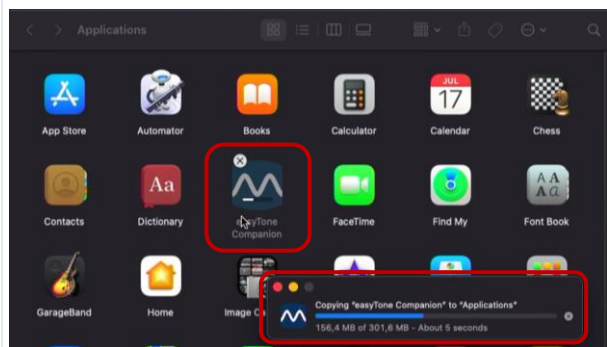 Applications
JUL
17
App Store
Automator
Books
Calculator
Calendar
Chess
Aa
A A
A a
Contacts
Dictionary
easyTone
Companion
FaceTime
Find My
Font Book
GarageBand
Home
Image
Copying "easyTone Companion" to "Applications"
156,4 MB of 301,6 MB - About 5 seconds